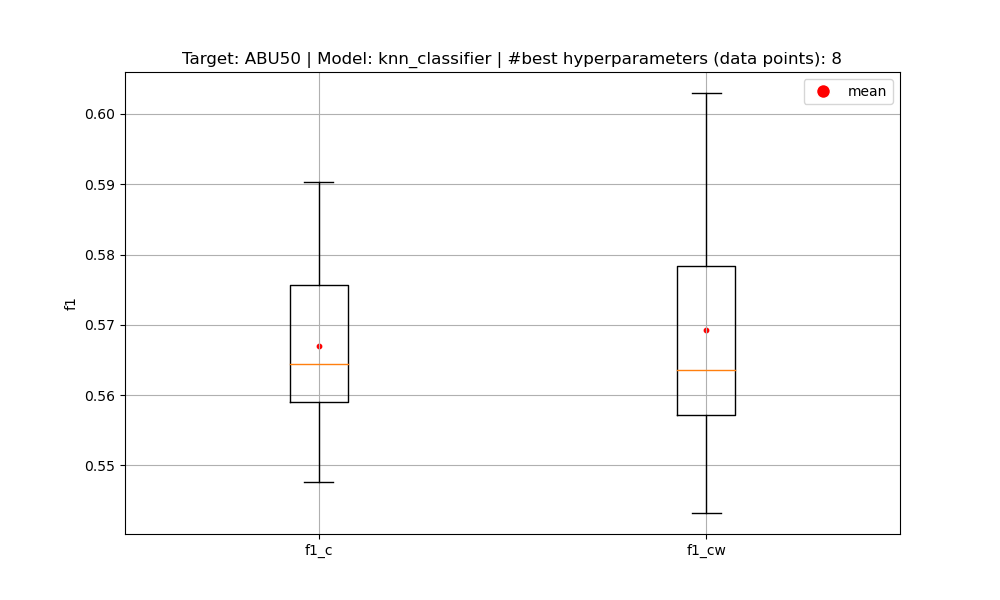 Target: ABU50 | Model: knn_classifier | #best hyperparameters (data points): 8
mean
0.60
0.59
0.58
0.57
0.56
0.55
f1
f1_c
f1_cw